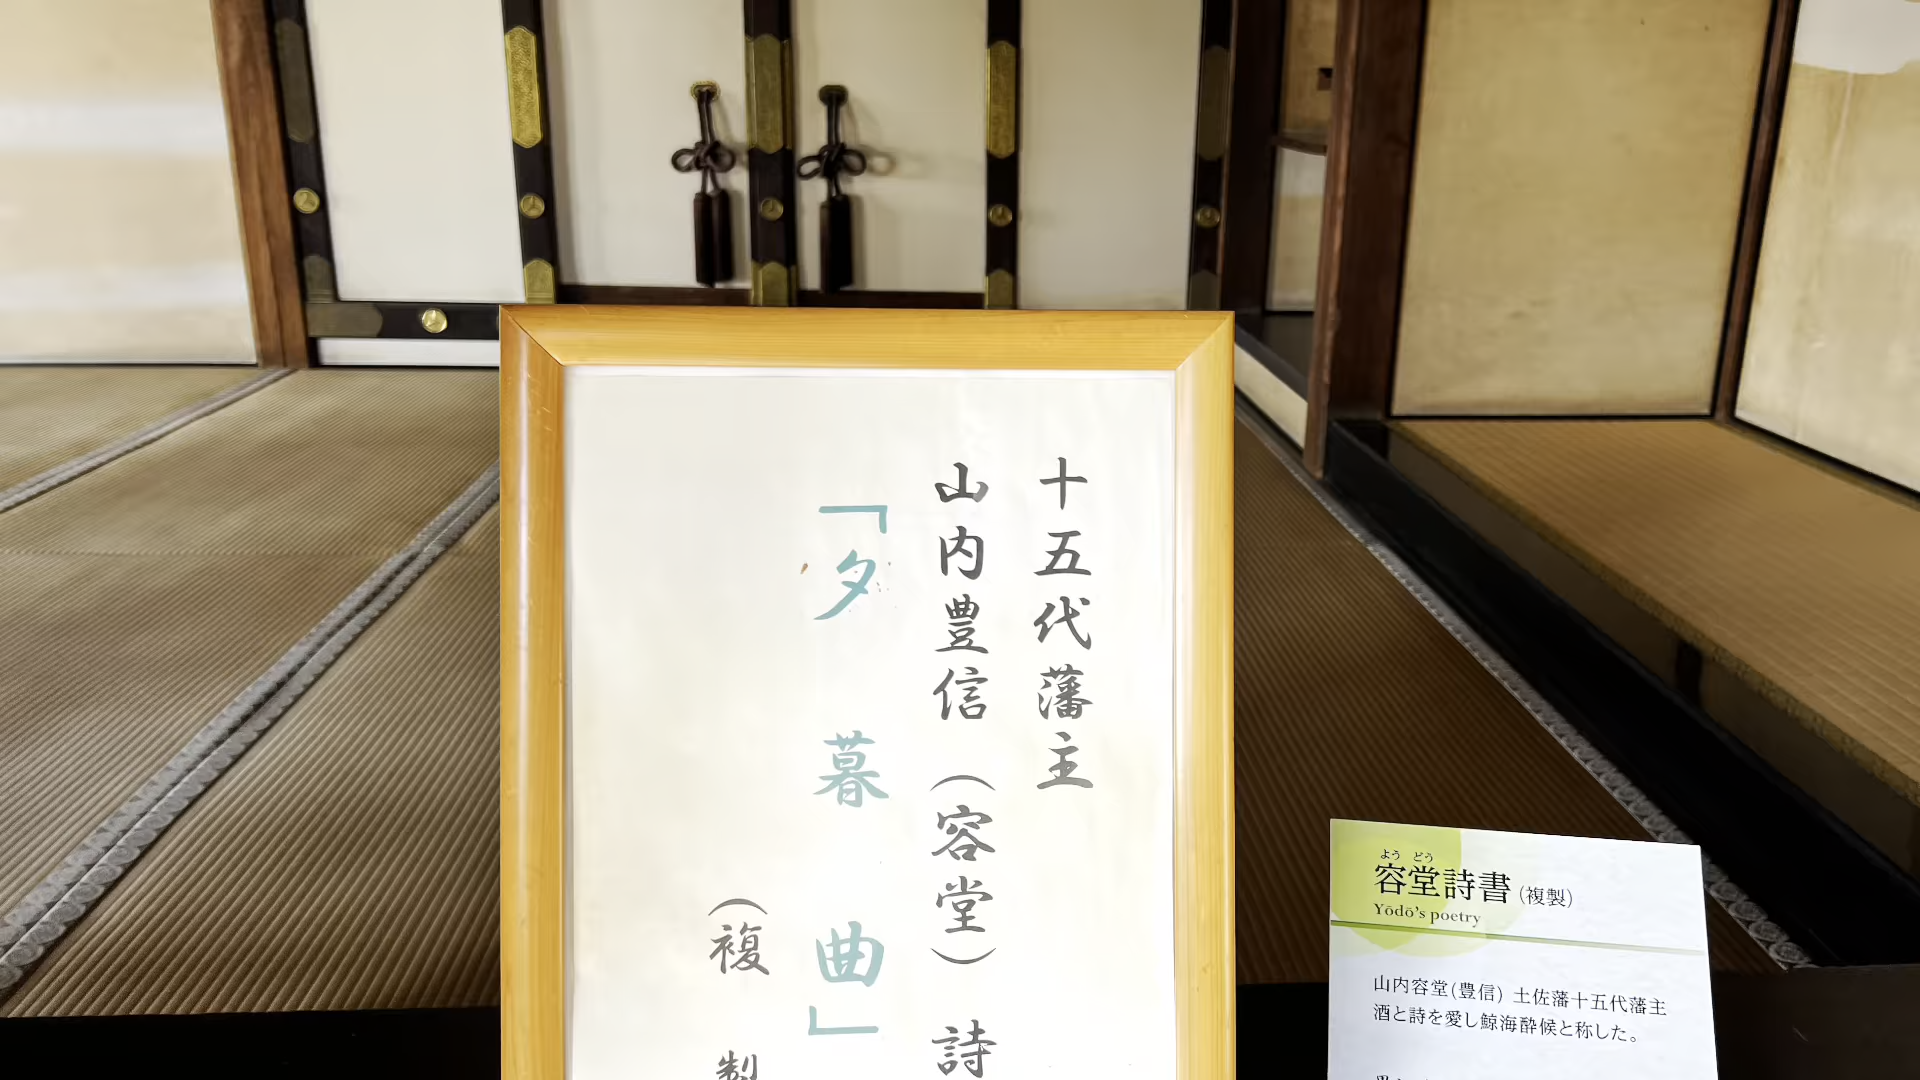 十五代藩主
山内豊信（容堂）詩
「夕暮曲」
（複製
よう どう
容堂詩書（複製）
Yōdō's poetry
山内容堂（豊信） 土佐藩十五代藩主
酒と詩を愛し鯨海酔候と称した。